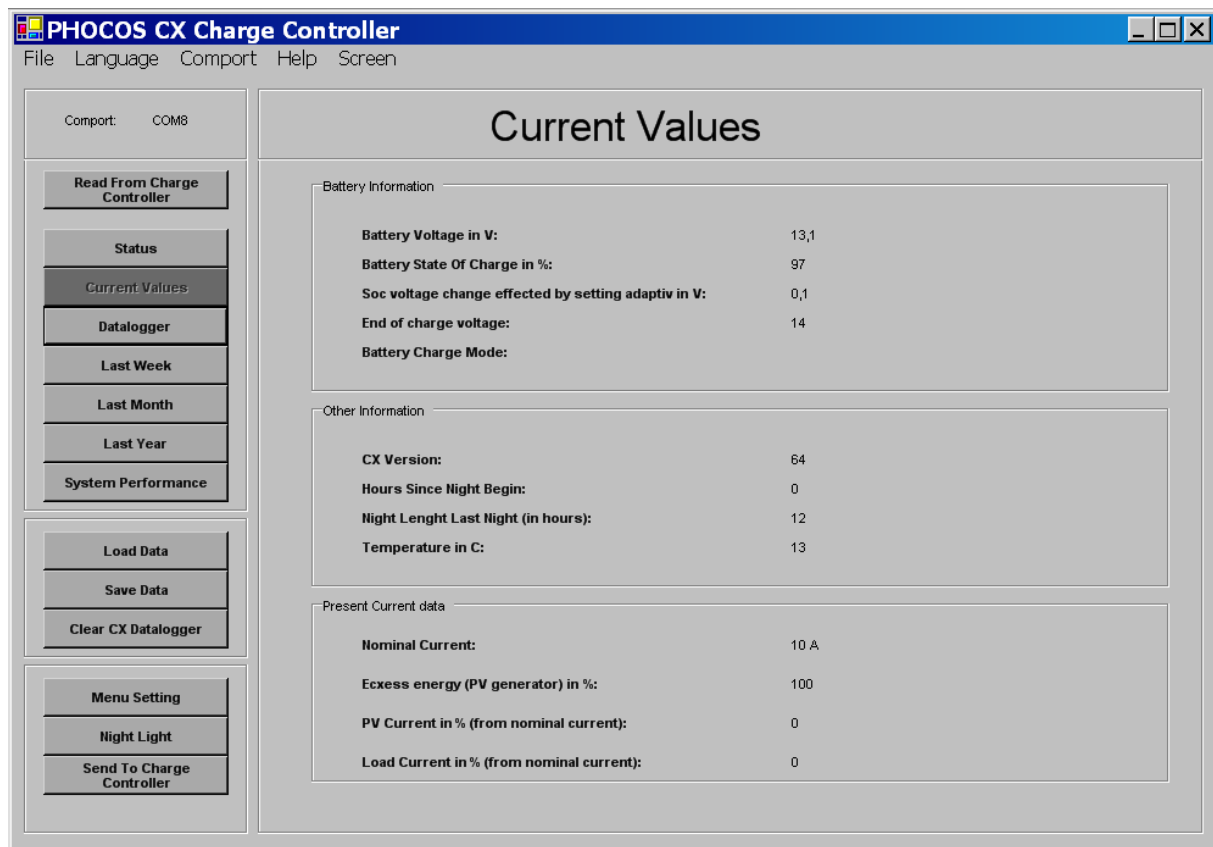 PHOCOS CX Charge Controller
File Language Comport Help Screen
Comport: COM8
Current Values
Read From Charge
Controller
Status
Current Values
Datalogger
Last Week
Last Month
Last Year
System Performance
Load Data
Save Data
Clear CX Datalogger
Menu Setting
Night Light
Send To Charge
Controller
Battery Information
Battery Voltage in V: 13,1
Battery State Of Charge in %: 97
Soc voltage change effected by setting adaptiv in V: 0,1
End of charge voltage: 14
Battery Charge Mode:
Other Information
CX Version: 64
Hours Since Night Begin: 0
Night Lenght Last Night (in hours): 12
Temperature in C: 13
Present Current data
Nominal Current: 10 A
Ecxess energy (PV generator) in %: 100
PV Current in % (from nominal current): 0
Load Current in % (from nominal current): 0